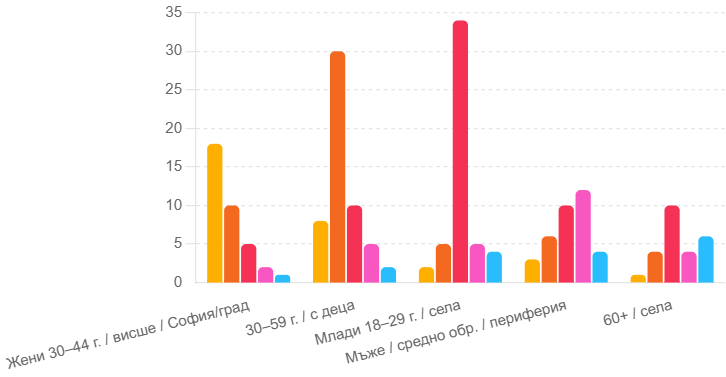 35
30
25
20
15
10
5
0
Жени 30–44 г. / висше / София/град
30–59 г. / с деца
Млади 18–29 г. / села
Мъже / средно обр. / периферия
60+ / села